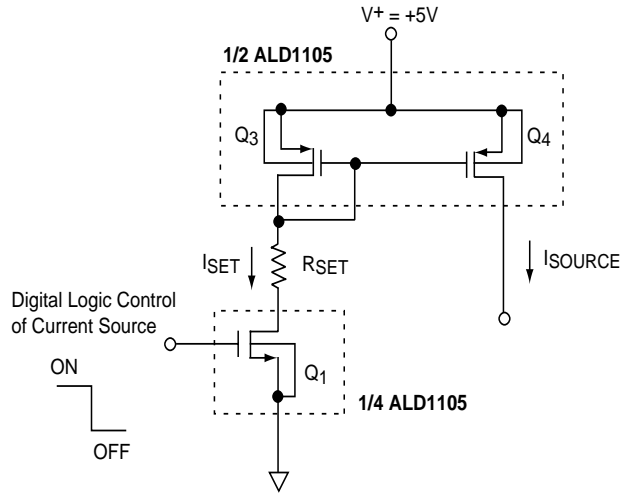 V+ = +5V
1/2 ALD1105
Q3
Q4
ISET
RSET
ISOURCE
Digital Logic Control
of Current Source
ON
OFF
Q1
1/4 ALD1105